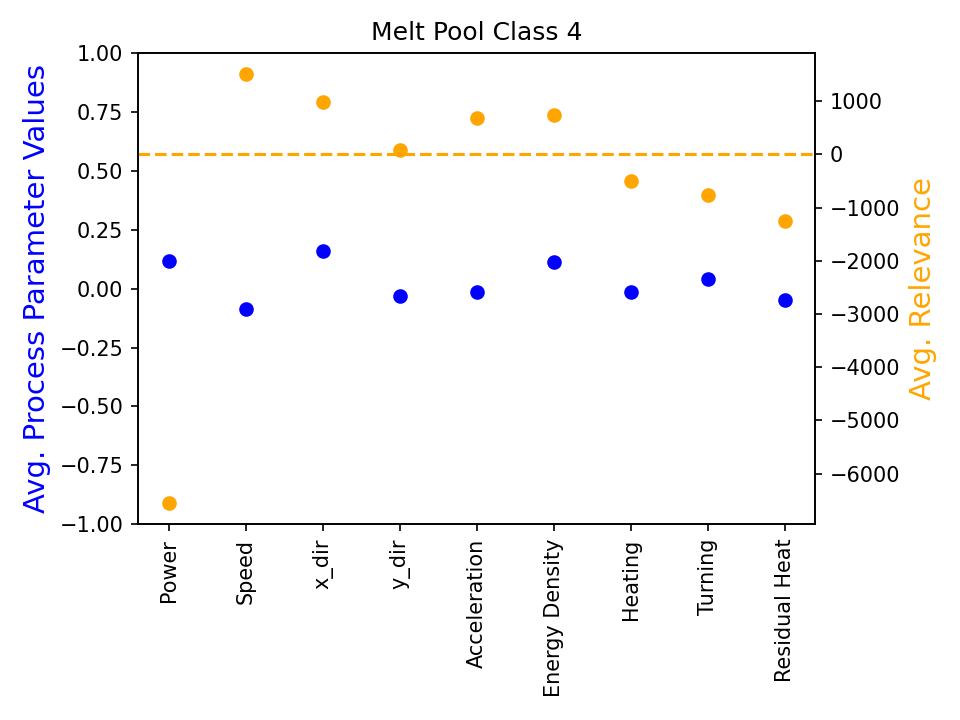 Melt Pool Class 4
Avg. Process Parameter Values
1.00
0.75
0.50
0.25
0.00
−0.25
−0.50
−0.75
−1.00
1000
0
−1000
−2000
−3000
−4000
−5000
−6000
Avg. Relevance
Power
Speed
x_dir
y_dir
Acceleration
Energy Density
Heating
Turning
Residual Heat